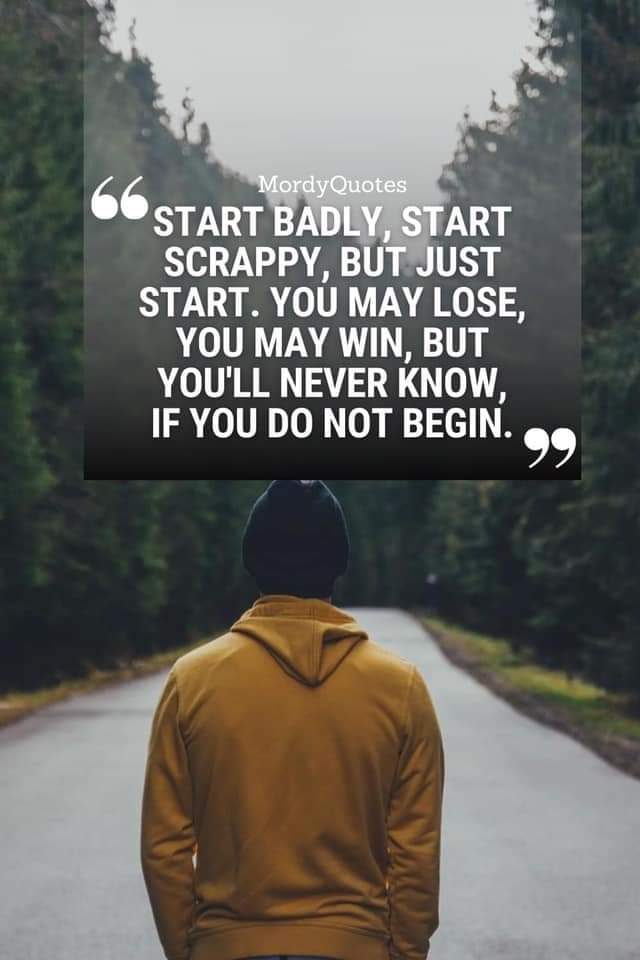 MordyQuotes
“START BADLY, START
SCRAPPY, BUT JUST
START. YOU MAY LOSE,
YOU MAY WIN, BUT
YOU'LL NEVER KNOW,
IF YOU DO NOT BEGIN.”